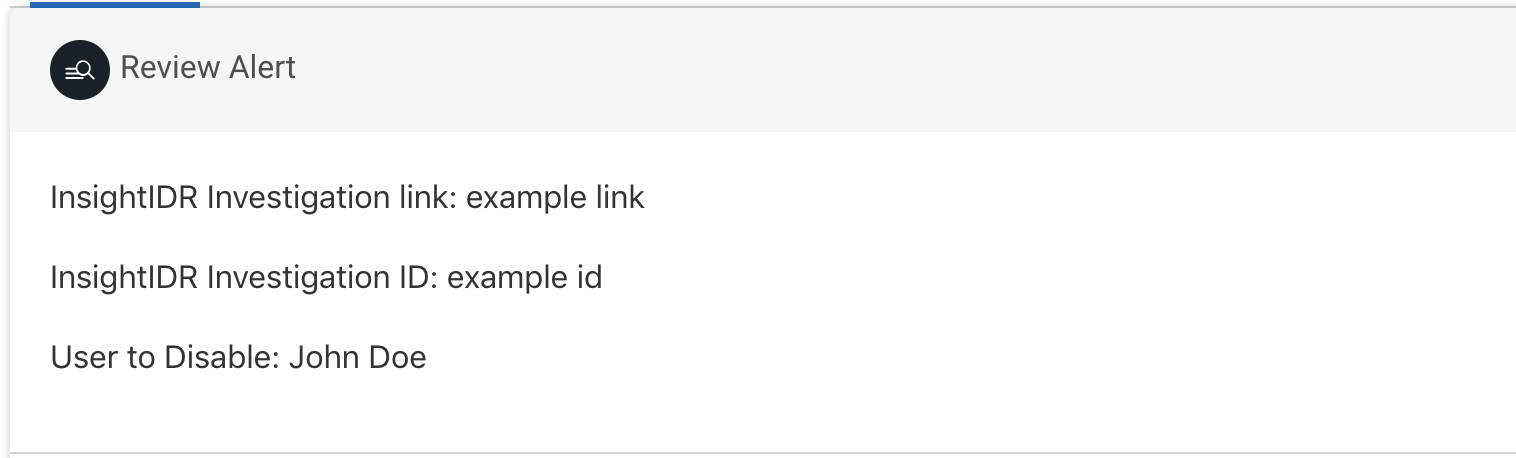 Review Alert
InsightIDR Investigation link: example link
InsightIDR Investigation ID: example id
User to Disable: John Doe